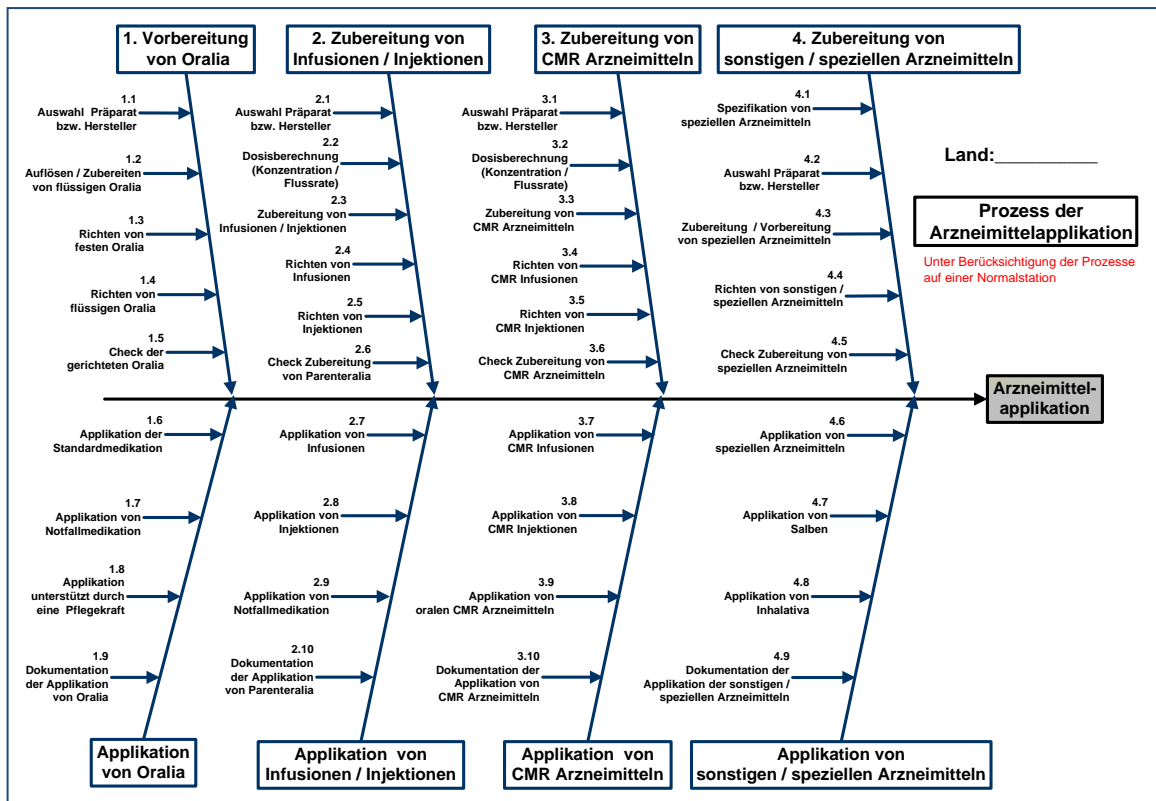 1. Vorbereitung
von Oralia
2. Zubereitung von
Infusionen / Injektionen
3. Zubereitung von
CMR Arzneimitteln
4. Zubereitung von
sonstigen / speziellen Arzneimitteln
1.1
Auswahl Präparat
bzw. Hersteller
1.2
Auflösen / Zubereiten
von flüssigen Oralia
1.3
Richten von
festen Oralia
1.4
Richten von
flüssigen Oralia
1.5
Check der
gerichteten Oralia
2.1
Auswahl Präparat
bzw. Hersteller
2.2
Dosisberechnung
(Konzentration /
Flussrate)
2.3
Zubereitung von
Infusionen / Injektionen
2.4
Richten von
Infusionen
2.5
Richten von
Injektionen
2.6
Check Zubereitung
von Parenteralia
3.1
Auswahl Präparat
bzw. Hersteller
3.2
Dosisberechnung
(Konzentration /
Flussrate)
3.3
Zubereitung von
CMR Arzneimitteln
3.4
Richten von
CMR Infusionen
3.5
Richten von
CMR Injektionen
3.6
Check Zubereitung von
CMR Arzneimitteln
4.1
Spezifikation von
speziellen Arzneimitteln
4.2
Auswahl Präparat
bzw. Hersteller
4.3
Zubereitung / Vorbereitung
von speziellen Arzneimitteln
4.4
Richten von sonstigen /
speziellen Arzneimitteln
4.5
Check Zubereitung von
speziellen Arzneimitteln
Land:__________
Prozess der
Arzneimittelapplikation
Unter Berücksichtigung der Prozesse
auf einer Normalstation
Arzneimittel-
applikation
1.6
Applikation der
Standardmedikation
1.7
Applikation von
Notfallmedikation
1.8
Applikation
unterstützt durch
eine Pflegekraft
1.9
Dokumentation
der Applikation
von Oralia
2.7
Applikation von
Infusionen
2.8
Applikation von
Injektionen
2.9
Applikation von
Notfallmedikation
2.10
Dokumentation
der Applikation
von Parenteralia
3.7
Applikation von
CMR Infusionen
3.8
Applikation von
CMR Injektionen
3.9
Applikation von
oralen CMR Arzneimitteln
3.10
Dokumentation der
Applikation von
CMR Arzneimitteln
4.6
Applikation von
speziellen Arzneimitteln
4.7
Applikation von
Salben
4.8
Applikation von
Inhalativa
4.9
Dokumentation der
Applikation der sonstigen /
speziellen Arzneimitteln
Applikation
von Oralia
Applikation von
Infusionen / Injektionen
Applikation von
CMR Arzneimitteln
Applikation von
sonstigen / speziellen Arzneimitteln